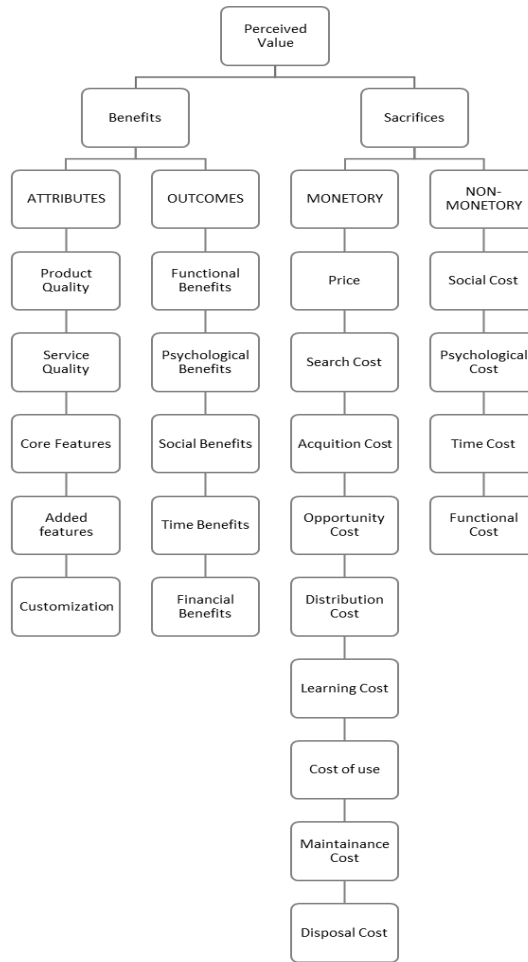 Perceived
Value
Benefits
Sacrifices
ATTRIBUTES
OUTCOMES
MONETORY
NON-
MONETORY
Product
Quality
Functional
Benefits
Price
Social Cost
Service
Quality
Psychological
Benefits
Search Cost
Psychological
Cost
Core Features
Social Benefits
Acquition Cost
Time Cost
Added
features
Time Benefits
Opportunity
Cost
Functional
Cost
Customization
Financial
Benefits
Distribution
Cost
Learning Cost
Cost of use
Maintainance
Cost
Disposal Cost